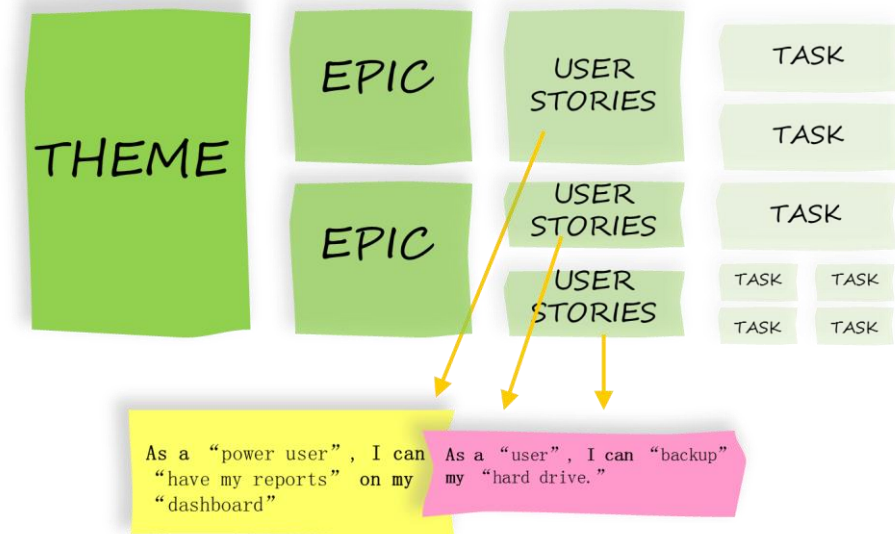 THEME
EPIC
EPIC
USER
STORIES
USER
STORIES
USER
STORIES
TASK
TASK
TASK
TASK TASK
TASK TASK
As a “power user”, I can
“have my reports” on my
“dashboard”
As a “user”, I can “backup”
my “hard drive.”